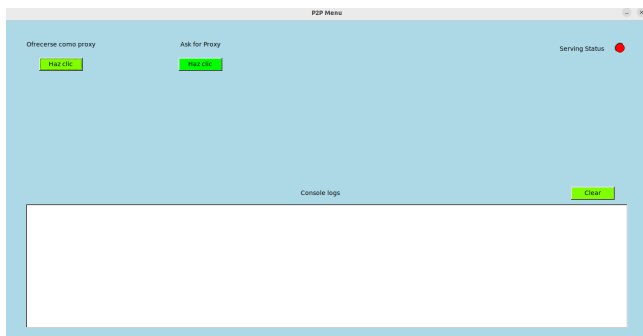 P2P Menu
Ofrecerse como proxy
Ask for Proxy
Serving Status
Haz clic
Haz clic
Console logs
Clear